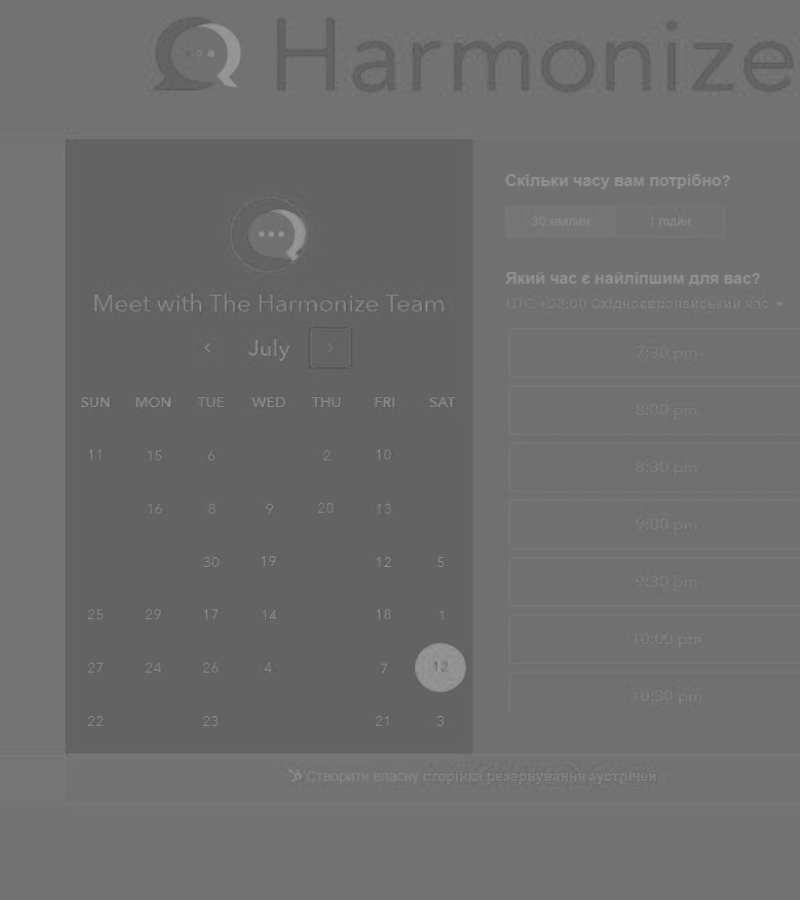 Harmonize
Meet with The Harmonize Team
July
SUN MON TUE WED THU FRI SAT
11 15 6 2 10
16 8 9 20 13
30 19 12 5
25 29 17 14 18 1
27 24 26 4 7 12
22 23 21 3
Скільки часу вам потрібно?
30 хвилин 1 годин
Який час є найліпшим для вас?
UTC +03:00 Східноєвропейський час
7:30 pm
8:00 pm
8:30 pm
9:00 pm
9:30 pm
10:00 pm
10:30 pm
Створити власну сторінка резервування зустрічей